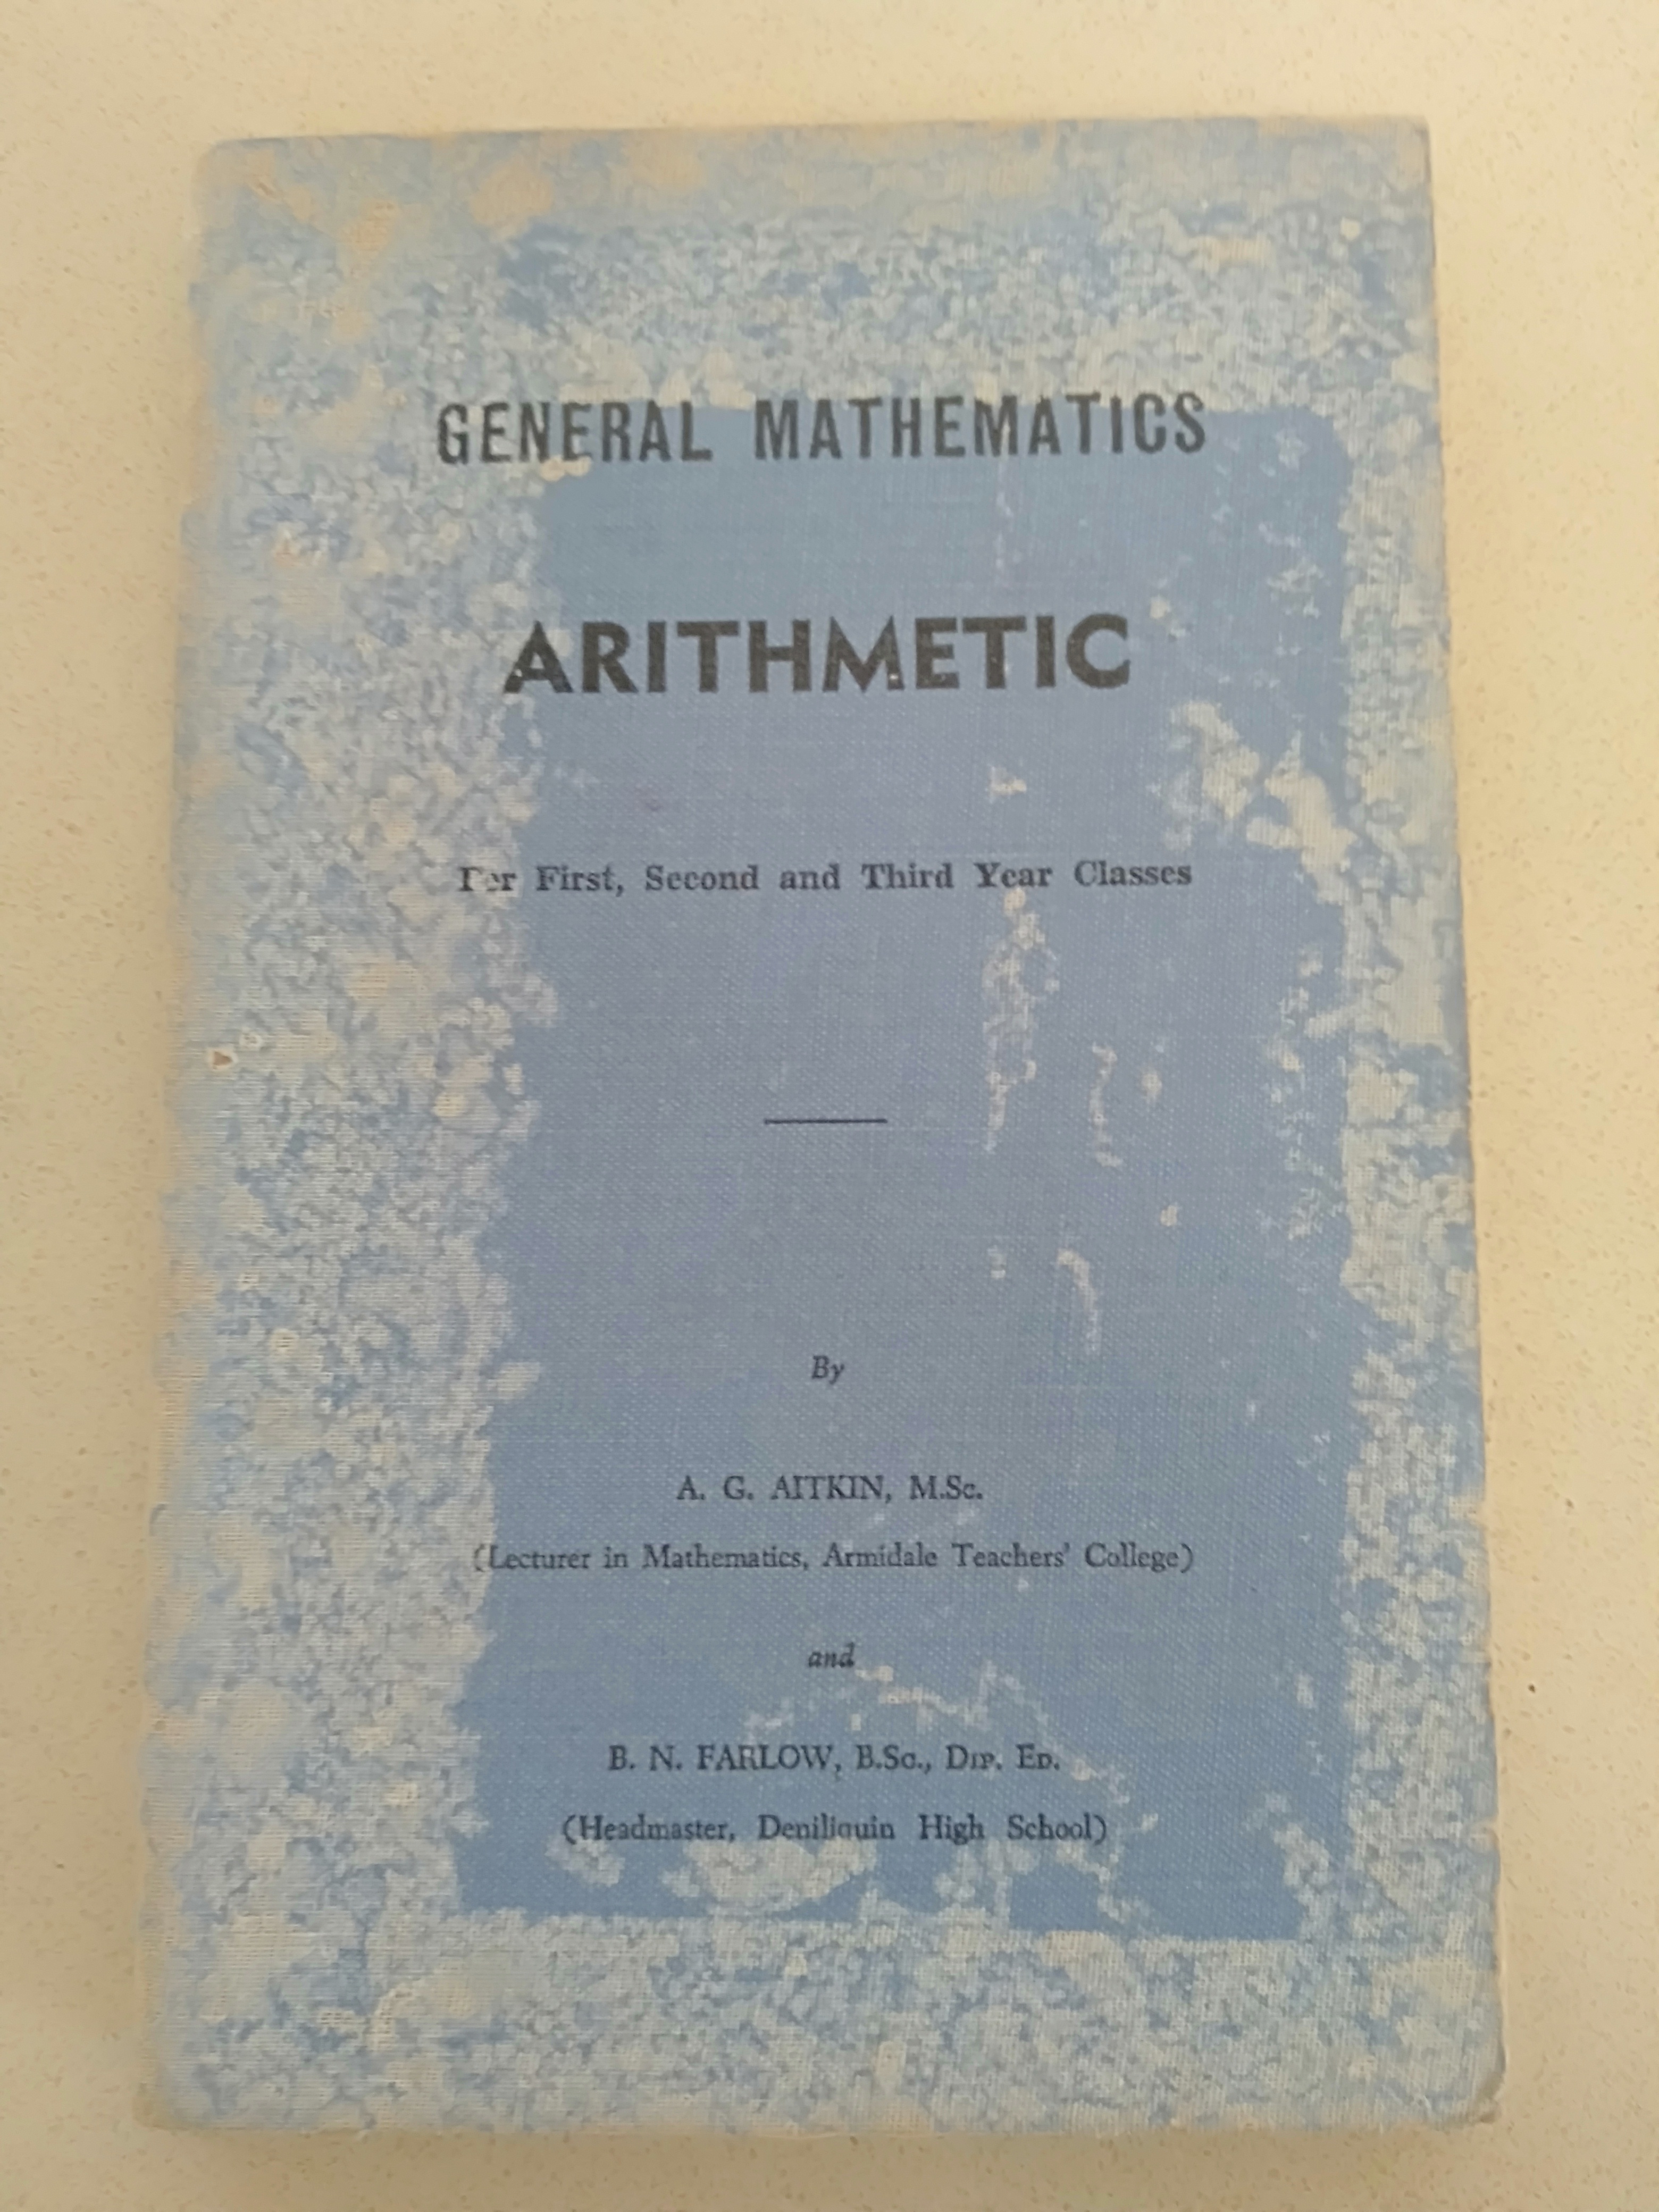 GENERAL MATHEMATICS
ARITHMETIC
For First, Second and Third Year Classes
By
A. G. AITKIN, M.Sc.
(Lecturer in Mathematics, Armidale Teachers' College)
and
B. N. FARLOW, B.Sc., Dip. Ed.
(Headmaster, Deniliquin High School)